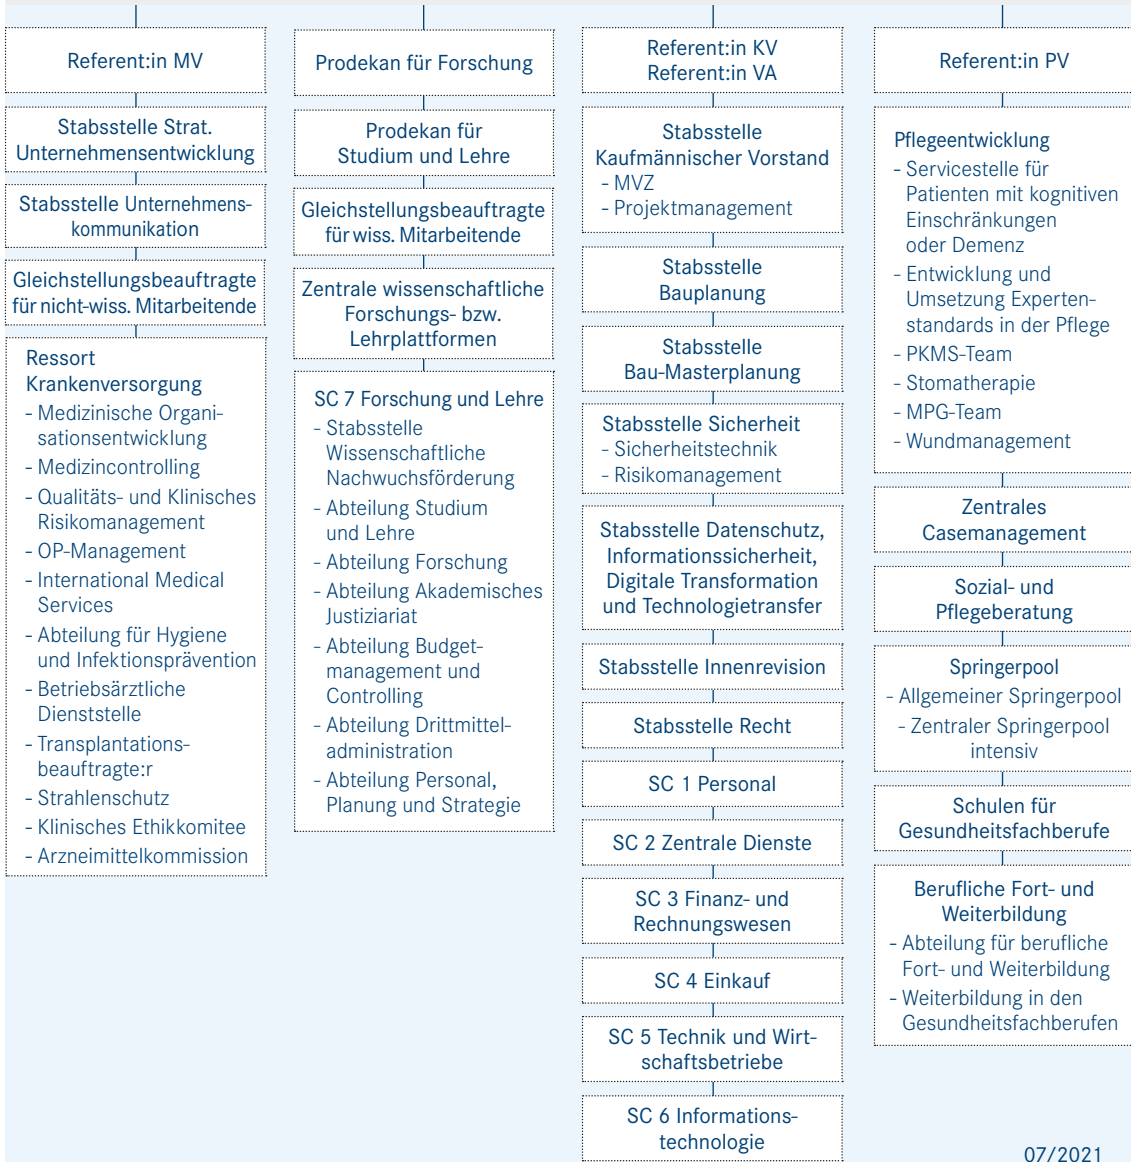 Referent:in MV
Stabsstelle Strat.
Unternehmensentwicklung
Stabsstelle Unternehmens-
kommunikation
Gleichstellungsbeauftragte
für nicht-wiss. Mitarbeitende
Ressort
Krankenversorgung
- Medizinische Organi-
sationsentwicklung
- Medizincontrolling
- Qualitäts- und Klinisches
Risikomanagement
- OP-Management
- International Medical
Services
- Abteilung für Hygiene
und Infektionsprävention
- Betriebsärztliche
Dienststelle
- Transplantations-
beauftragte:r
- Strahlenschutz
- Klinisches Ethikkomitee
- Arzneimittelkommission
Prodekan für Forschung
Prodekan für
Studium und Lehre
Gleichstellungsbeauftragte
für wiss. Mitarbeitende
Zentrale wissenschaftliche
Forschungs- bzw.
Lehrplattformen
SC 7 Forschung und Lehre
- Stabsstelle
Wissenschaftliche
Nachwuchsförderung
- Abteilung Studium
und Lehre
- Abteilung Forschung
- Abteilung Akademisches
Justiziariat
- Abteilung Budget-
management und
Controlling
- Abteilung Drittmittel-
administration
- Abteilung Personal,
Planung und Strategie
Referent:in KV
Referent:in VA
Stabsstelle
Kaufmännischer Vorstand
- MVZ
- Projektmanagement
Stabsstelle
Bauplanung
Stabsstelle
Bau-Masterplanung
Stabsstelle Sicherheit
- Sicherheitstechnik
- Risikomanagement
Stabsstelle Datenschutz,
Informationssicherheit,
Digitale Transformation
und Technologietransfer
Stabsstelle Innenrevision
Stabsstelle Recht
SC 1 Personal
SC 2 Zentrale Dienste
SC 3 Finanz- und
Rechnungswesen
SC 4 Einkauf
SC 5 Technik und Wirt-
schaftsbetriebe
SC 6 Informations-
technologie
Referent:in PV
Pflegeentwicklung
- Servicestelle für
Patienten mit kognitiven
Einschränkungen
oder Demenz
- Entwicklung und
Umsetzung Experten-
standards in der Pflege
- PKMS-Team
- Stomatherapie
- MPG-Team
- Wundmanagement
Zentrales
Casemanagement
Sozial- und
Pflegeberatung
Springerpool
- Allgemeiner Springerpool
- Zentraler Springerpool
intensiv
Schulen für
Gesundheitsfachberufe
Berufliche Fort- und
Weiterbildung
- Abteilung für berufliche
Fort- und Weiterbildung
- Weiterbildung in den
Gesundheitsfachberufen
07/2021